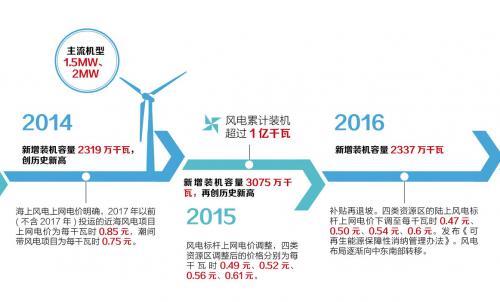 主流机型
1.5MW、
2MW
2014
新增装机容量 2319 万千瓦，
创历史新高
海上风电上网电价明确，2017 年以前
（不含 2017 年）投运的近海风电项目
上网电价为每千瓦时 0.85 元，潮间
带风电项目为每千瓦时 0.75 元。
风电累计装机
超过 1 亿千瓦
新增装机容量 3075 万千
瓦，再创历史新高
2015
风电标杆上网电价调整，四类
资源区调整后的价格分别为每
千瓦时 0.49 元、0.52 元、
0.56 元、0.61 元。
2016
新增装机容量 2337 万千瓦
补贴再退坡。四类资源区的陆上风电标
杆上网电价下调至每千瓦时 0.47 元、
0.50 元、0.54 元、0.6 元。发布《可
再生能源保障性消纳管理办法》。风电
布局逐渐向中东南部转移。